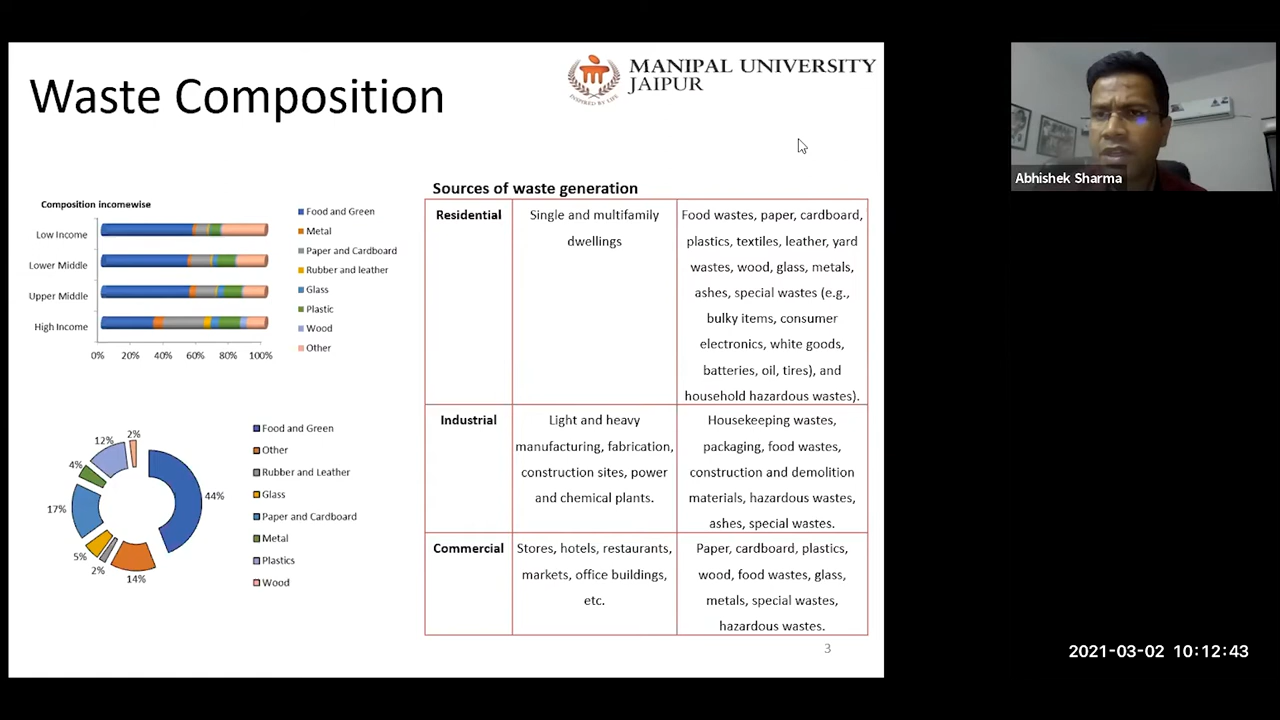 Waste Composition
MANIPAL UNIVERSITY
JAIPUR
INSPIRED BY LIFE
Abhishek Sharma
Composition incomewise
Low Income
Lower Middle
Upper Middle
High Income
0% 20% 40% 60% 80% 100%
Food and Green
Metal
Paper and Cardboard
Rubber and leather
Glass
Plastic
Wood
Other
44%
14%
2%
5%
17%
4%
12%
2%
Food and Green
Other
Rubber and Leather
Glass
Paper and Cardboard
Metal
Plastics
Wood
Sources of waste generation
Residential
Single and multifamily
dwellings
Food wastes, paper, cardboard,
plastics, textiles, leather, yard
wastes, wood, glass, metals,
ashes, special wastes (e.g.,
bulky items, consumer
electronics, white goods,
batteries, oil, tires), and
household hazardous wastes).
Industrial
Light and heavy
manufacturing, fabrication,
construction sites, power
and chemical plants.
Housekeeping wastes,
packaging, food wastes,
construction and demolition
materials, hazardous wastes,
ashes, special wastes.
Commercial
Stores, hotels, restaurants,
markets, office buildings,
etc.
Paper, cardboard, plastics,
wood, food wastes, glass,
metals, special wastes,
hazardous wastes.
3
2021-03-02 10:12:43